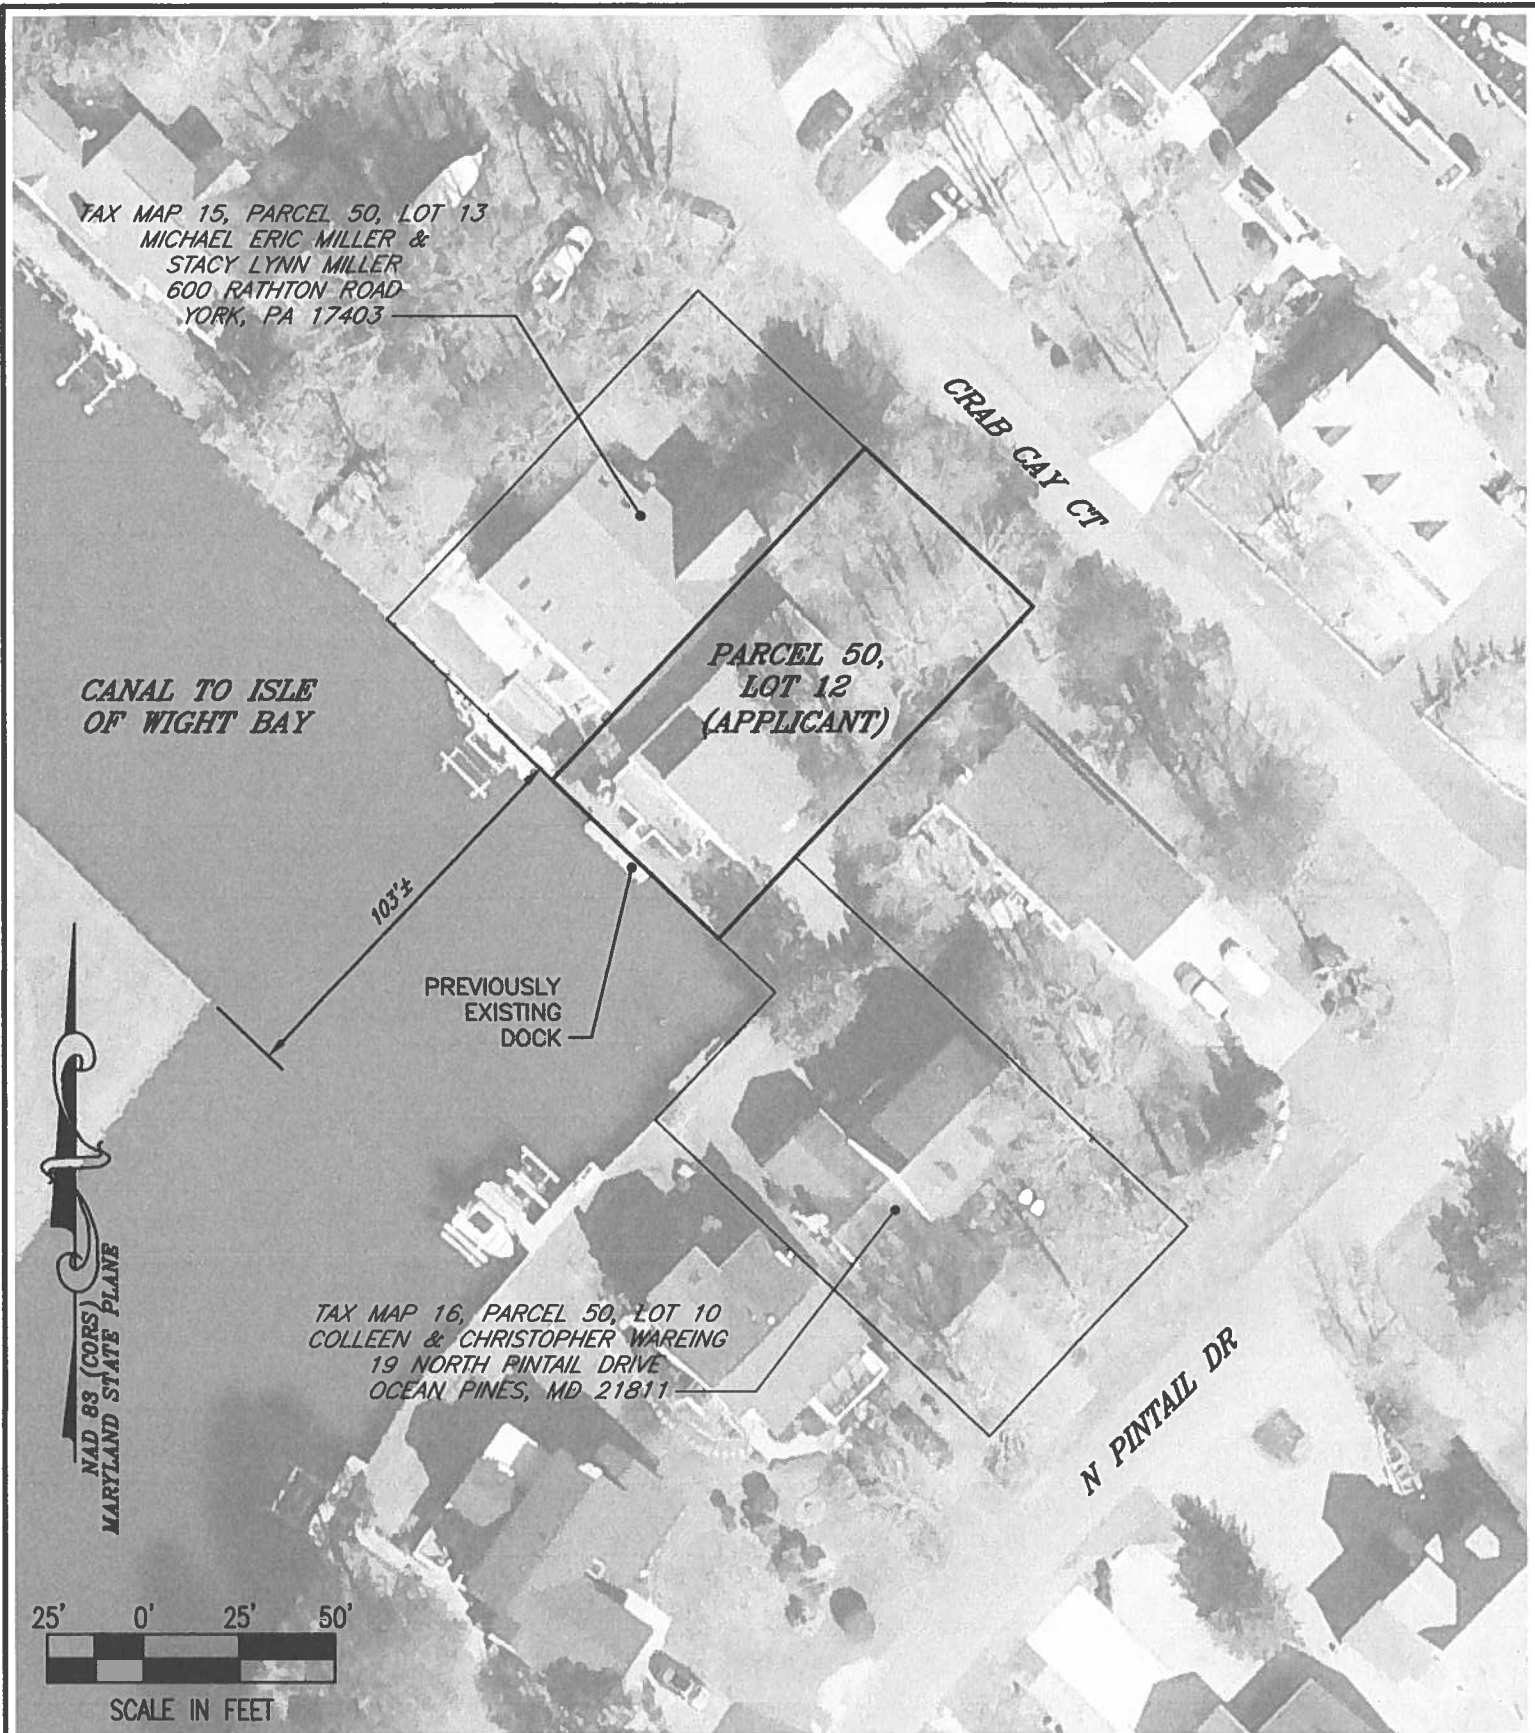 TAX MAP 15, PARCEL 50, LOT 13
MICHAEL ERIC MILLER &
STACY LYNN MILLER
600 RATHTON ROAD
YORK, PA 17403
CRAB CAY CT
PARCEL 50,
LOT 12
(APPLICANT)
CANAL TO ISLE
OF WIGHT BAY
103'±
PREVIOUSLY
EXISTING
DOCK
NAD 83 (CORS)
MARYLAND STATE PLANE
TAX MAP 16, PARCEL 50, LOT 10
COLLEEN & CHRISTOPHER WAREING
19 NORTH PINTAIL DRIVE
OCEAN PINES, MD 21811
N PINTAIL DR
25' 0' 25' 50'
SCALE IN FEET